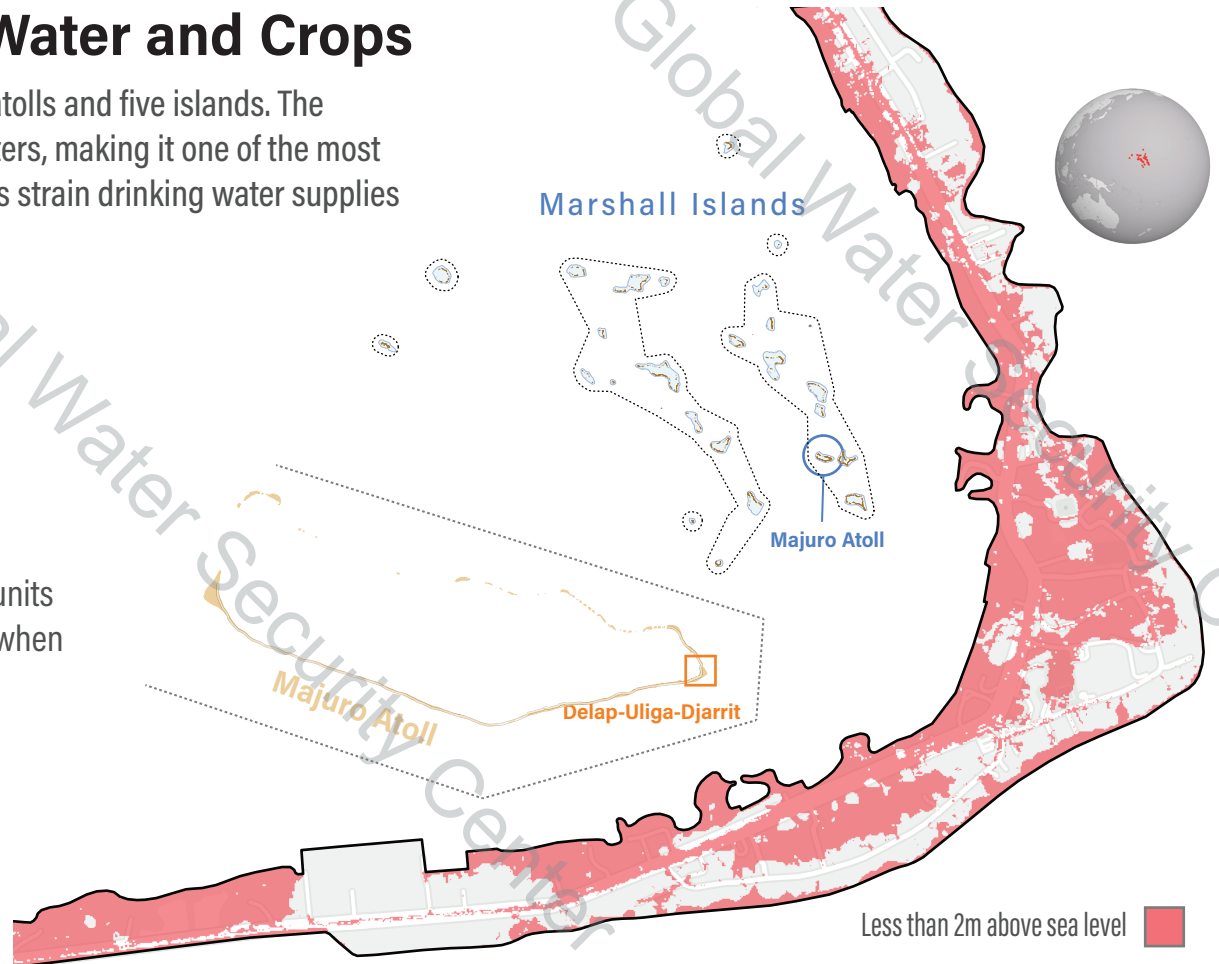 Water and Crops
atolls and five islands. The
ters, making it one of the most
s strain drinking water supplies
Marshall Islands
Majuro Atoll
units
when
Majuro Atoll
Delap-Uliga-Djarrit
Less than 2m above sea level
Global Water Security C
al Water Security Center